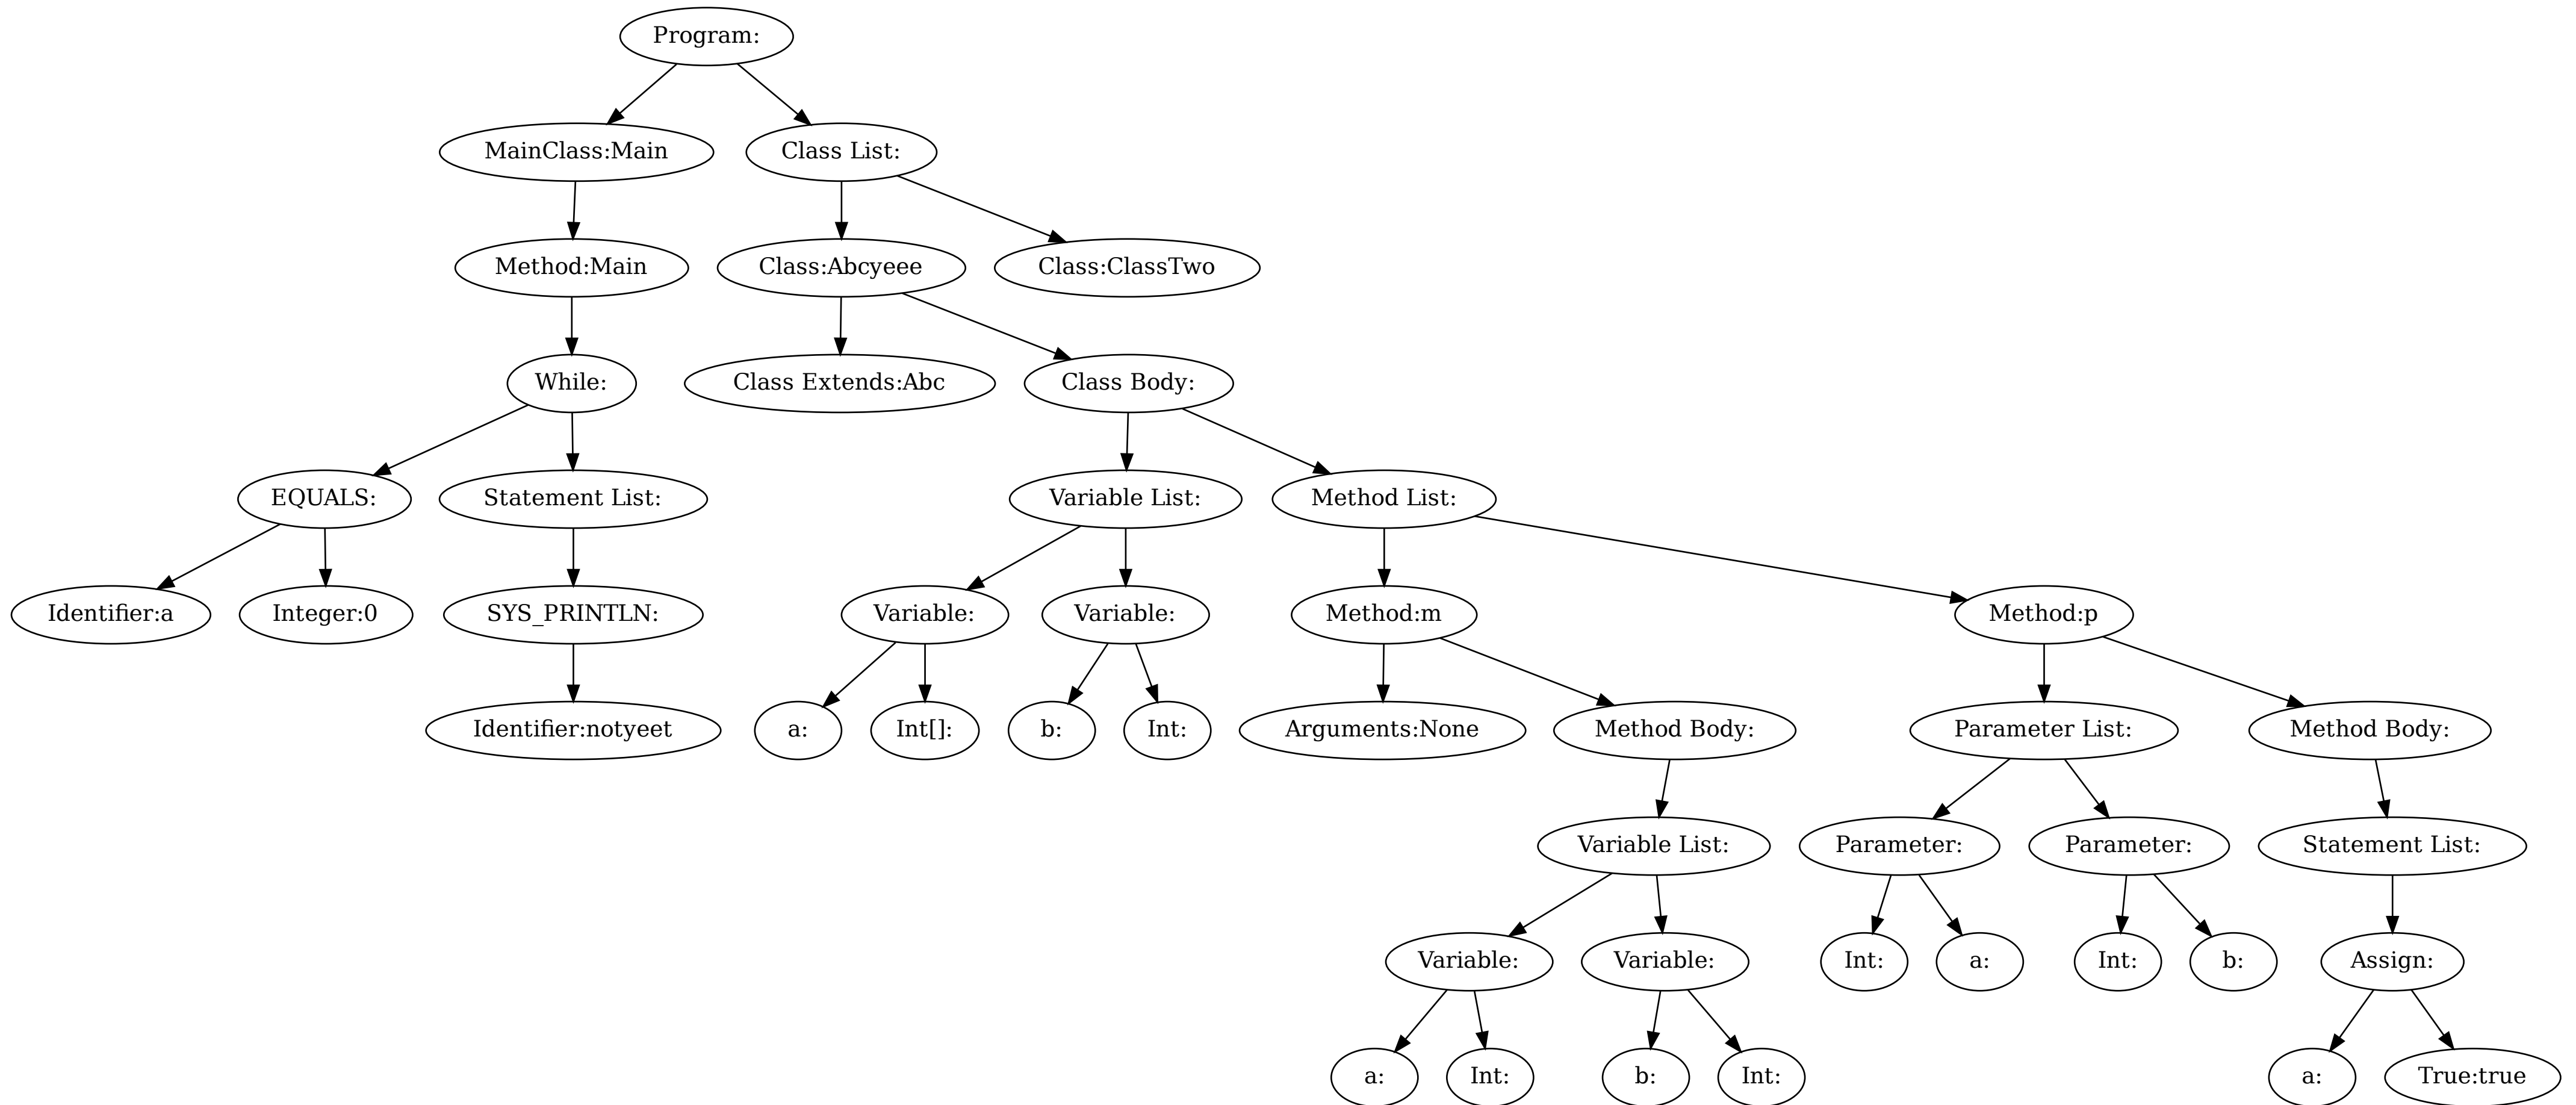 Program:
MainClass:Main
Class List:
Method:Main
Class:Abcyeee
Class:ClassTwo
While:
Class Extends:Abc
Class Body:
EQUALS:
Statement List:
Variable List:
Method List:
Identifier:a
Integer:0
SYS_PRINTLN:
Variable:
Variable:
Method:m
Method:p
Identifier:notyeet
a:
Int[]:
b:
Int:
Arguments:None
Method Body:
Parameter List:
Method Body:
Variable List:
Parameter:
Parameter:
Statement List:
Variable:
Variable:
Int:
a:
Int:
b:
Assign:
a:
Int:
b:
Int:
a:
True:true